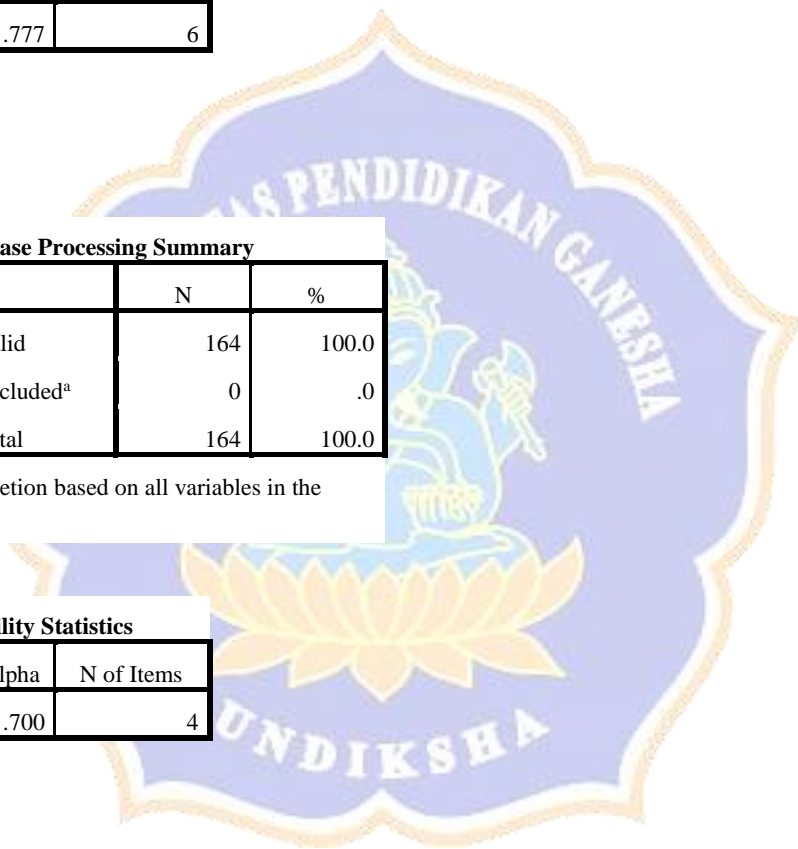 .777 6
AS PENDIDIKAN GANESHA
ase Processing Summary
N %
lid 164 100.0
cludedᵃ 0 .0
tal 164 100.0
etion based on all variables in the
lity Statistics
lpha N of Items
.700 4
UNDIKSHA